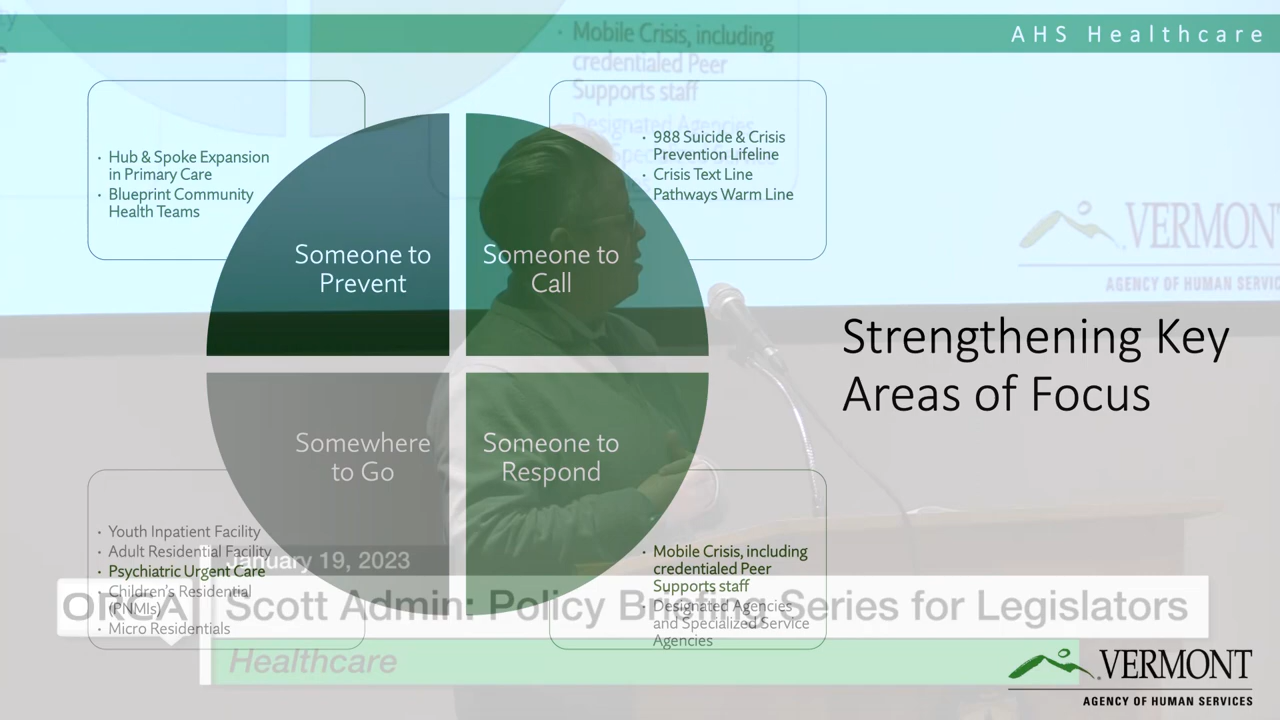 AHS Healthcare
Mobile Crisis, including
credentialed Peer
Supports staff
Designated Agencies
• Hub & Spoke Expansion
in Primary Care
• Blueprint Community
Health Teams
• 988 Suicide & Crisis
Prevention Lifeline
• Crisis Text Line
• Pathways Warm Line
Someone to
Prevent
Someone to
Call
VERMONT
AGENCY OF HUMAN SERVIC
Strengthening Key
Areas of Focus
Somewhere
to Go
Someone to
Respond
• Youth Inpatient Facility
• Adult Residential Facility
• Psychiatric Urgent Care
• Children's Residential
(PNMIs)
• Micro Residentials
• Mobile Crisis, including
credentialed Peer
Supports staff
• Designated Agencies
and Specialized Service
Agencies
January 19, 2023
Scott Admin: Policy Briefing Series for Legislators
Healthcare
VERMONT
AGENCY OF HUMAN SERVICES